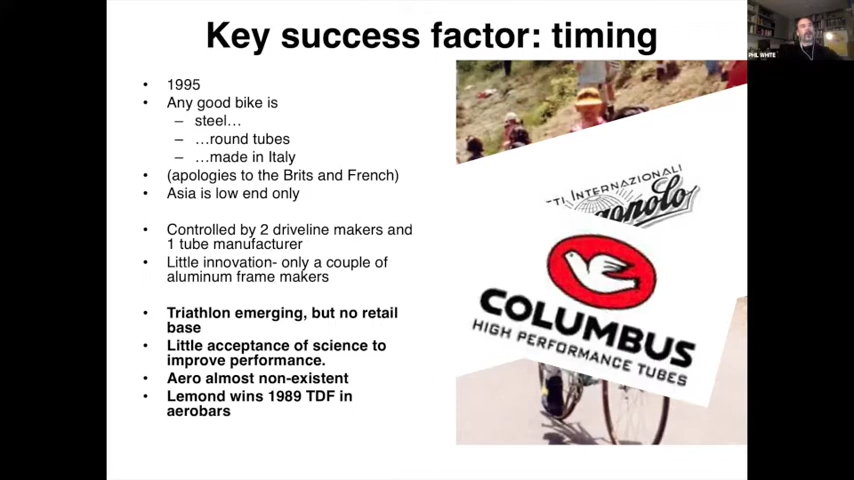 Key success factor: timing
• 1995
• Any good bike is
– steel…
– …round tubes
– …made in Italy
• (apologies to the Brits and French)
• Asia is low end only
• Controlled by 2 driveline makers and
1 tube manufacturer
• Little innovation- only a couple of
aluminum frame makers
• Triathlon emerging, but no retail
base
• Little acceptance of science to
improve performance.
• Aero almost non-existent
• Lemond wins 1989 TDF in
aerobars
INTERNAZIONALI
COLUMBUS
HIGH PERFORMANCE TUBES
PHIL WHITE